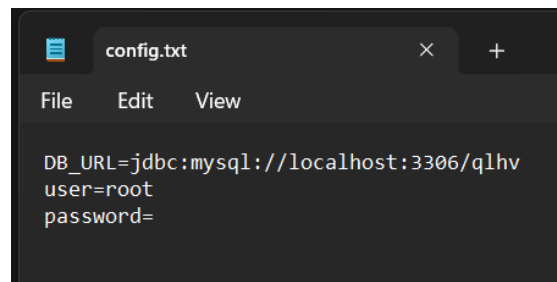 config.txt
File Edit View
DB_URL=jdbc:mysql://localhost:3306/qlhv
user=root
password=